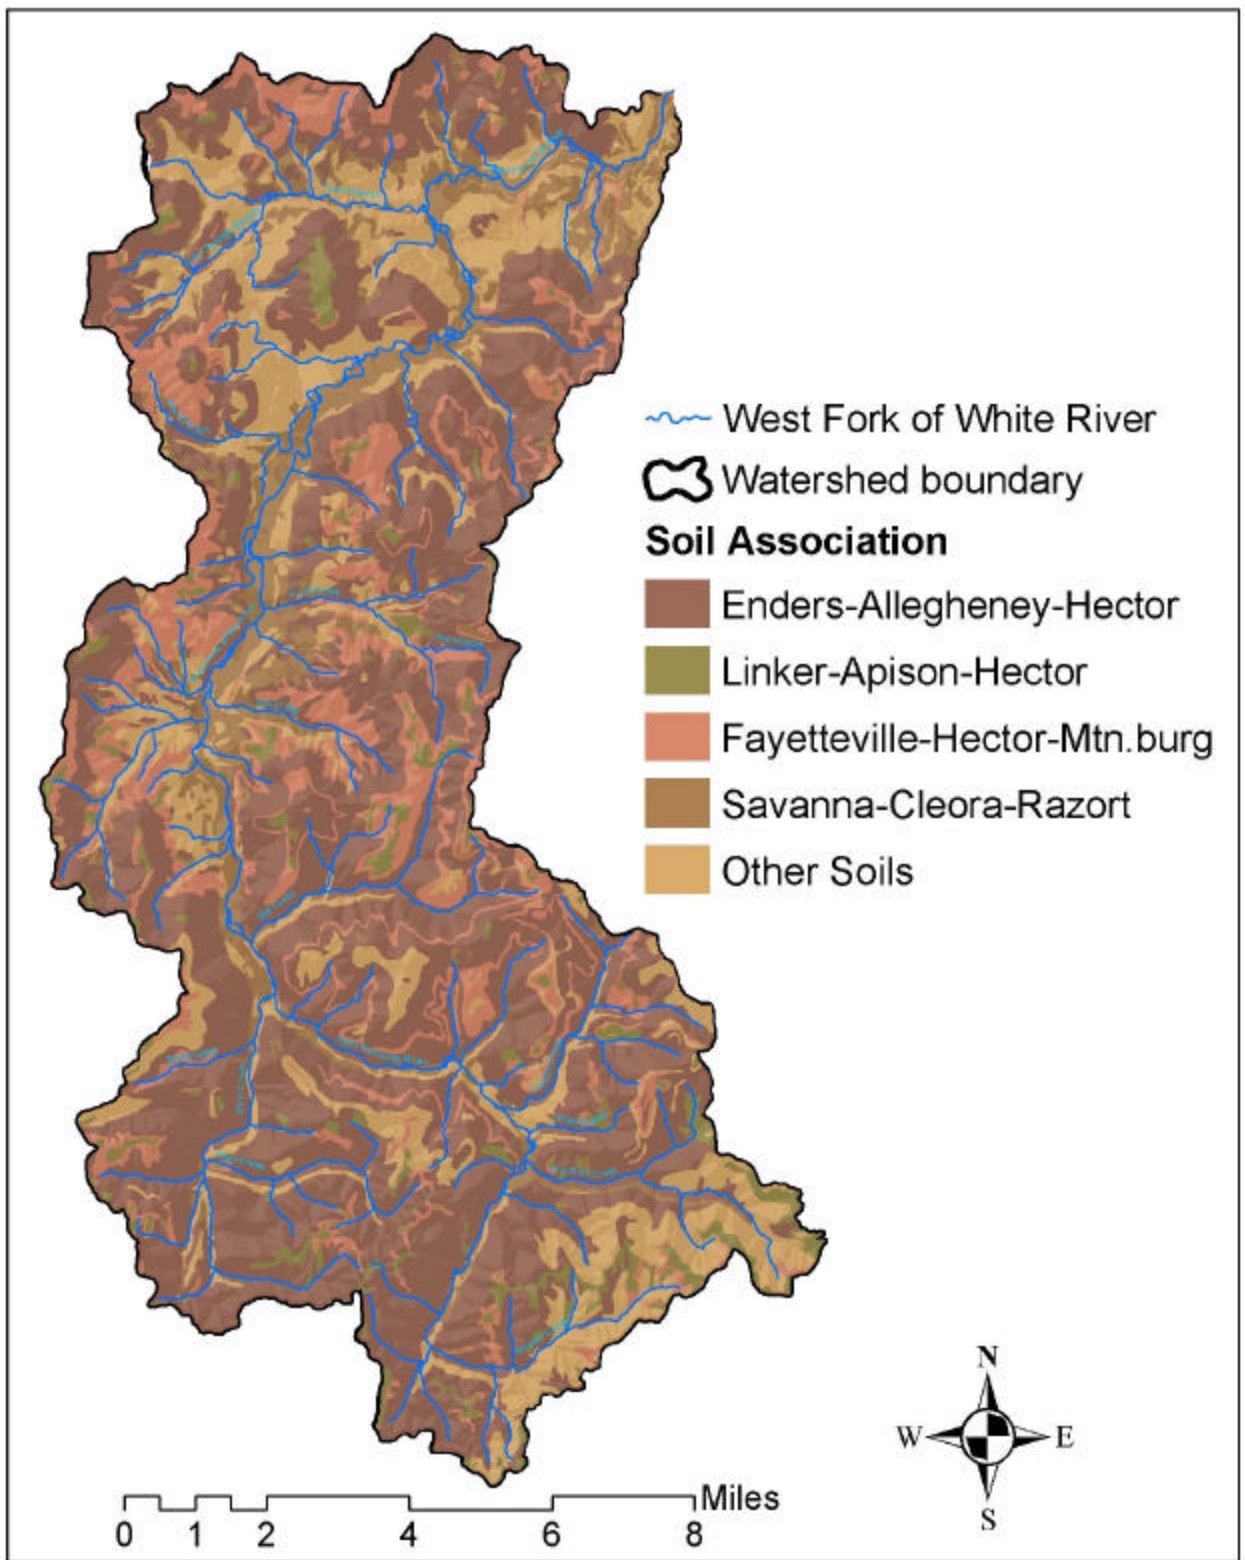 West Fork of White River
Watershed boundary
Soil Association
Enders-Allegheney-Hector
Linker-Apison-Hector
Fayetteville-Hector-Mtn.burg
Savanna-Cleora-Razort
Other Soils
N
W E
S
Miles
0 1 2 4 6 8